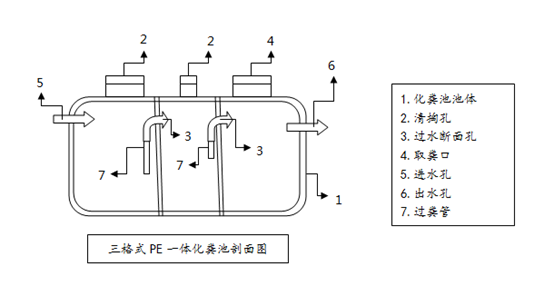 2
2
4
5
6
3
3
7
7
1
三格式 PE 一体化粪池剖面图
1. 化粪池池体
2. 清掏孔
3. 过水断面孔
4. 取粪口
5. 进水孔
6. 出水孔
7. 过粪管